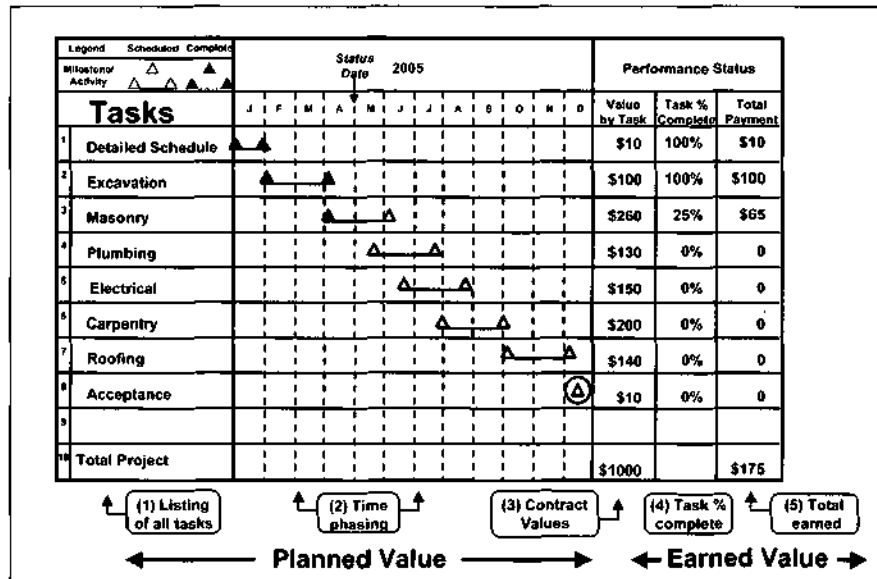 Legend Scheduled Complete
Milestone/
Activity
Status
Date
2005
Performance Status
Tasks
J F M A M J J A S O N D
Value
by Task
Task %
Complete
Total
Payment
1 Detailed Schedule $10 100% $10
2 Excavation $100 100% $100
3 Masonry $260 25% $65
4 Plumbing $130 0% 0
5 Electrical $150 0% 0
6 Carpentry $200 0% 0
7 Roofing $140 0% 0
8 Acceptance $10 0% 0
9
10 Total Project $1000 $175
(1) Listing
of all tasks
(2) Time
phasing
(3) Contract
Values
(4) Task %
complete
(5) Total
earned
Planned Value
Earned Value